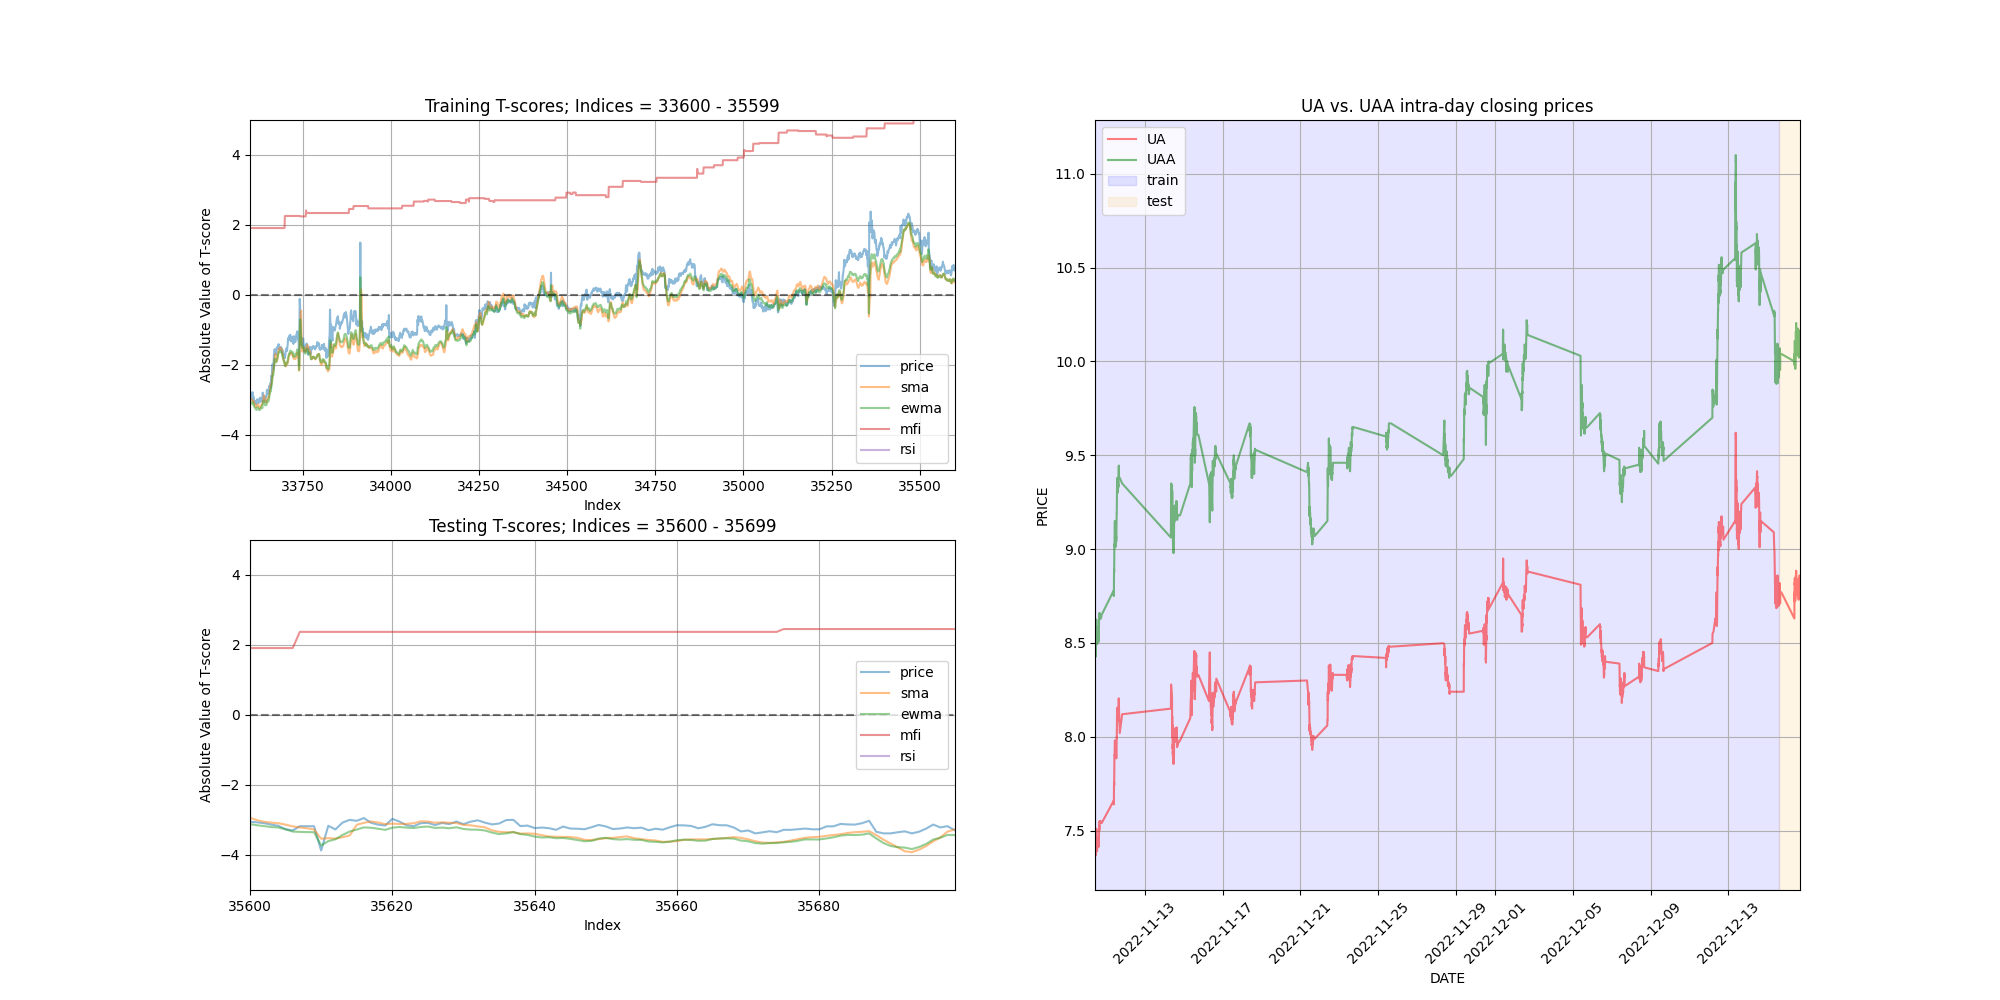 Training T-scores; Indices = 33600 - 35599
Absolute Value of T-score
4
2
0
−2
−4
price
sma
ewma
mfi
rsi
33750 34000 34250 34500 34750 35000 35250 35500
Index
Testing T-scores; Indices = 35600 - 35699
Absolute Value of T-score
4
2
0
−2
−4
price
sma
ewma
mfi
rsi
35600 35620 35640 35660 35680
Index
UA vs. UAA intra-day closing prices
UA
UAA
train
test
PRICE
11.0
10.5
10.0
9.5
9.0
8.5
8.0
7.5
2022-11-13 2022-11-17 2022-11-21 2022-11-25 2022-11-29 2022-12-01 2022-12-05 2022-12-09 2022-12-13
DATE